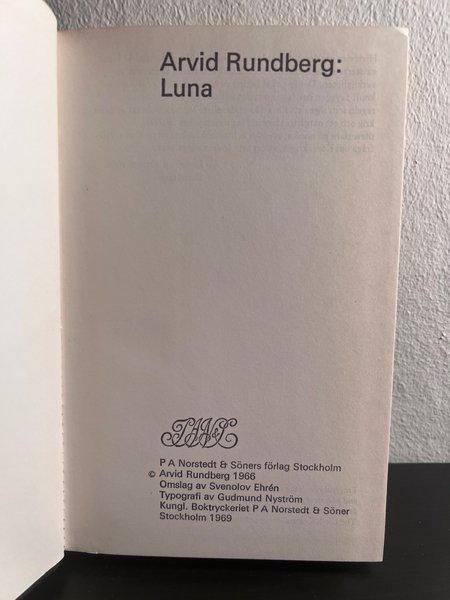 Arvid Rundberg:
Luna
P A Norstedt & Söners förlag Stockholm
© Arvid Rundberg 1966
Omslag av Svenolov Ehrén
Typografi av Gudmund Nyström
Kungl. Boktryckeriet P A Norstedt & Söner
Stockholm 1969